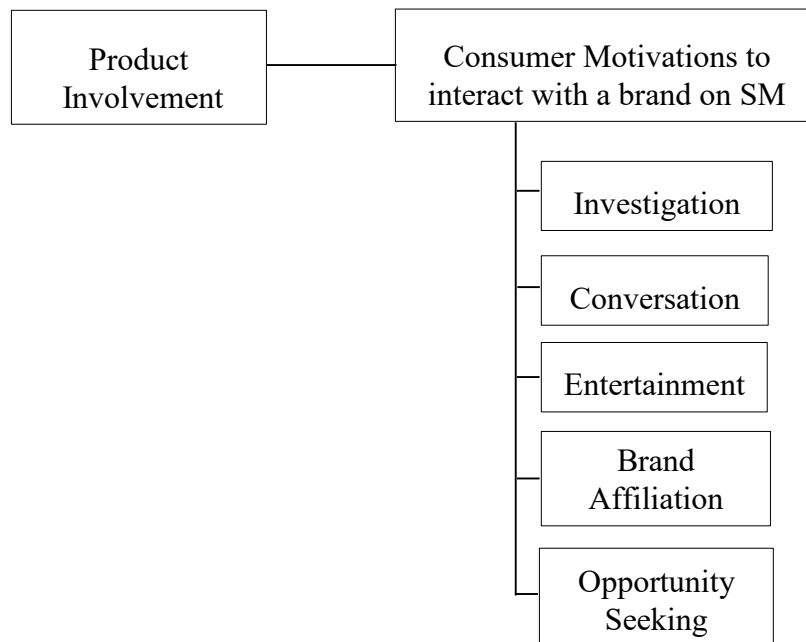 Product
Involvement
Consumer Motivations to
interact with a brand on SM
Investigation
Conversation
Entertainment
Brand
Affiliation
Opportunity
Seeking